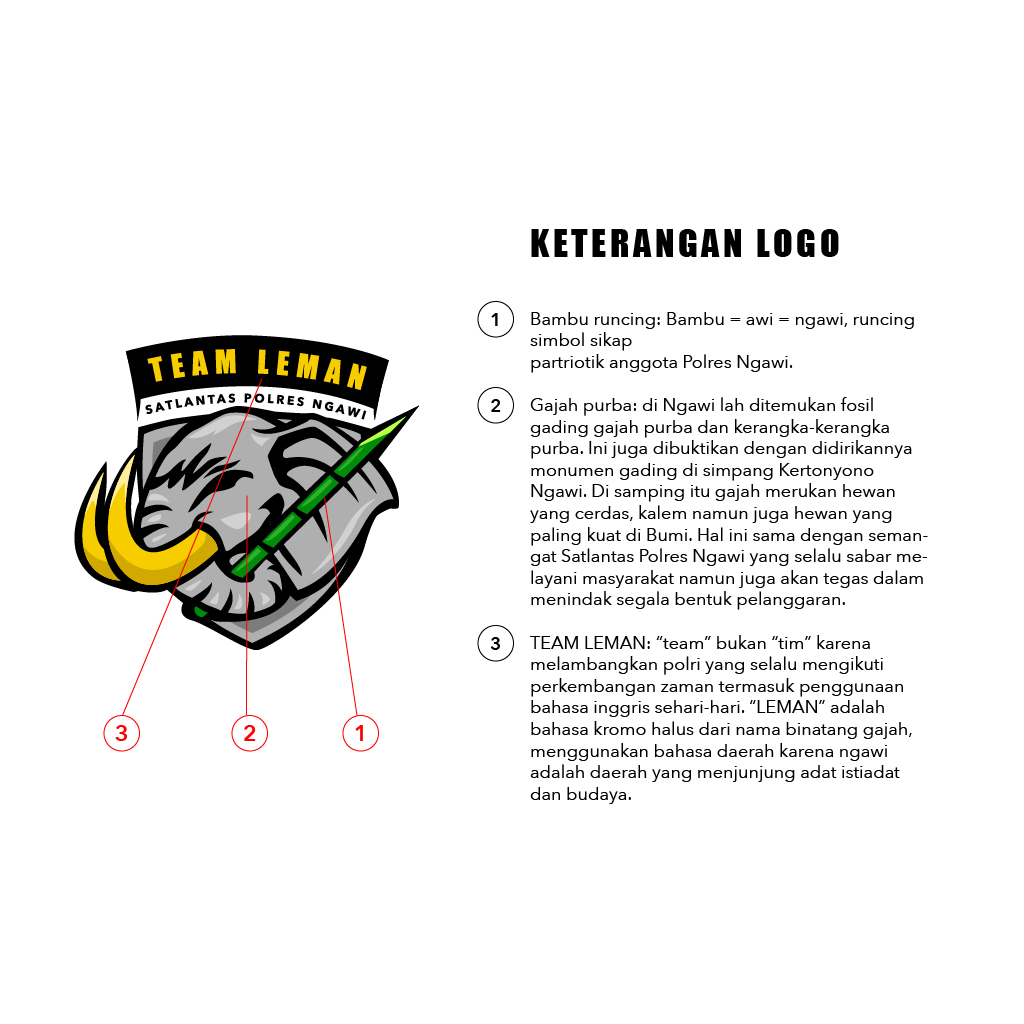 TEAM LEMAN
SATLANTAS POLRES NGAWI
3
2
1
KETERANGAN LOGO
1
Bambu runcing: Bambu = awi = ngawi, runcing
simbol sikap
partriotik anggota Polres Ngawi.
2
Gajah purba: di Ngawi lah ditemukan fosil
gading gajah purba dan kerangka-kerangka
purba. Ini juga dibuktikan dengan didirikannya
monumen gading di simpang Kertonyono
Ngawi. Di samping itu gajah merukan hewan
yang cerdas, kalem namun juga hewan yang
paling kuat di Bumi. Hal ini sama dengan seman-
gat Satlantas Polres Ngawi yang selalu sabar me-
layani masyarakat namun juga akan tegas dalam
menindak segala bentuk pelanggaran.
3
TEAM LEMAN: “team” bukan “tim” karena
melambangkan polri yang selalu mengikuti
perkembangan zaman termasuk penggunaan
bahasa inggris sehari-hari. “LEMAN” adalah
bahasa kromo halus dari nama binatang gajah,
menggunakan bahasa daerah karena ngawi
adalah daerah yang menjunjung adat istiadat
dan budaya.